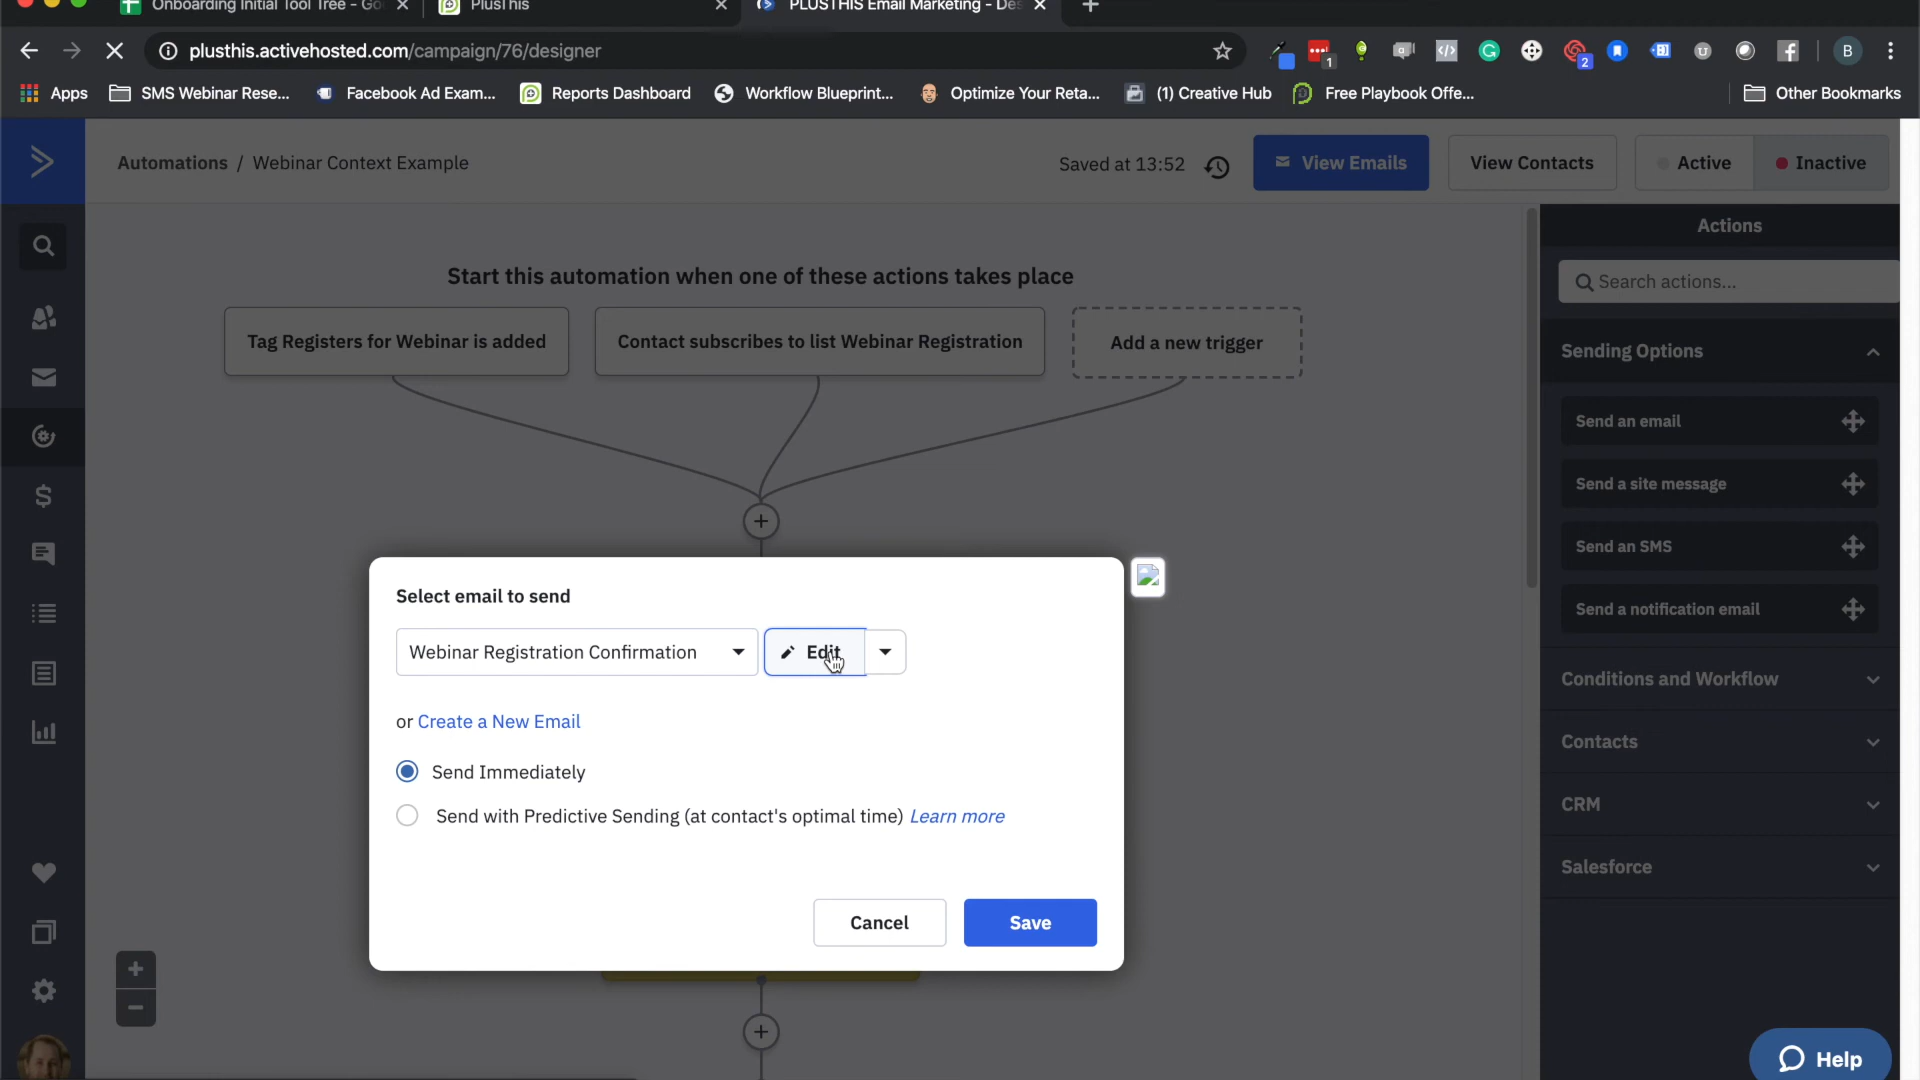 Onboarding Initial Tool Tree - Go
PlusThis
PLUSTHIS Email Marketing - Des
plusthis.activehosted.com/campaign/76/designer
1
2
B
Apps
SMS Webinar Rese...
Facebook Ad Exam...
Reports Dashboard
Workflow Blueprint...
Optimize Your Reta...
(1) Creative Hub
Free Playbook Offe...
Other Bookmarks
Automations / Webinar Context Example
Saved at 13:52
View Emails
View Contacts
Active
Inactive
Actions
Search actions...
Start this automation when one of these actions takes place
Tag Registers for Webinar is added
Contact subscribes to list Webinar Registration
Add a new trigger
Sending Options
Send an email
Send a site message
Send an SMS
Send a notification email
Conditions and Workflow
Contacts
CRM
Salesforce
Select email to send
Webinar Registration Confirmation
Edit
or Create a New Email
Send Immediately
Send with Predictive Sending (at contact's optimal time) Learn more
Cancel
Save
Help